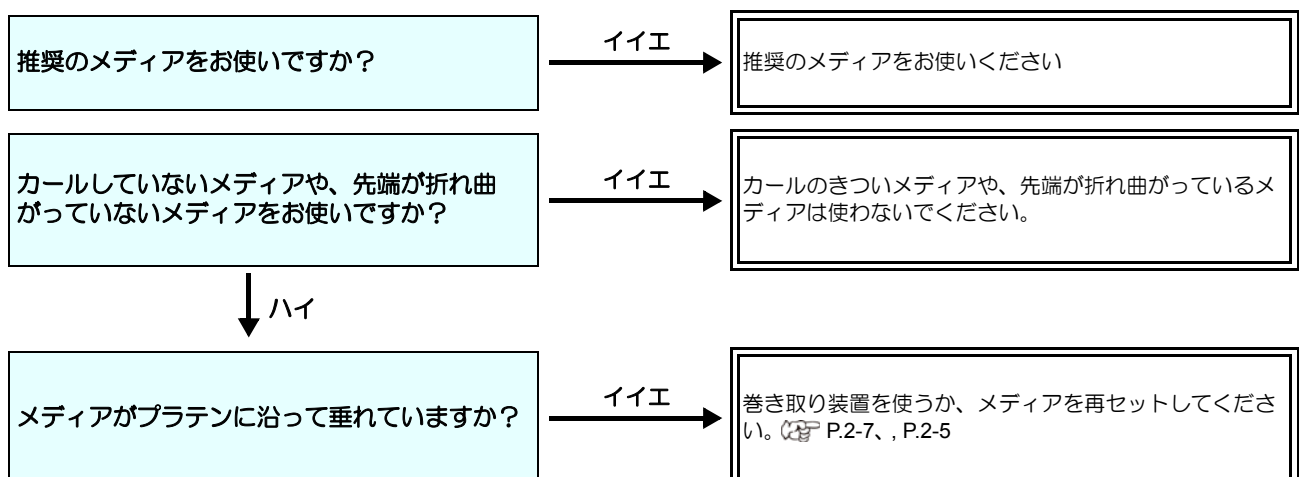 推奨のメディアをお使いですか？
イイエ
推奨のメディアをお使いください
カールしていないメディアや、先端が折れ曲
がっていないメディアをお使いですか？
イイエ
カールのきついメディアや、先端が折れ曲がっているメ
ディアは使わないでください。
ハイ
メディアがプラテンに沿って垂れていますか？
イイエ
巻き取り装置を使うか、メディアを再セットしてくださ
い。 P.2-7、, P.2-5